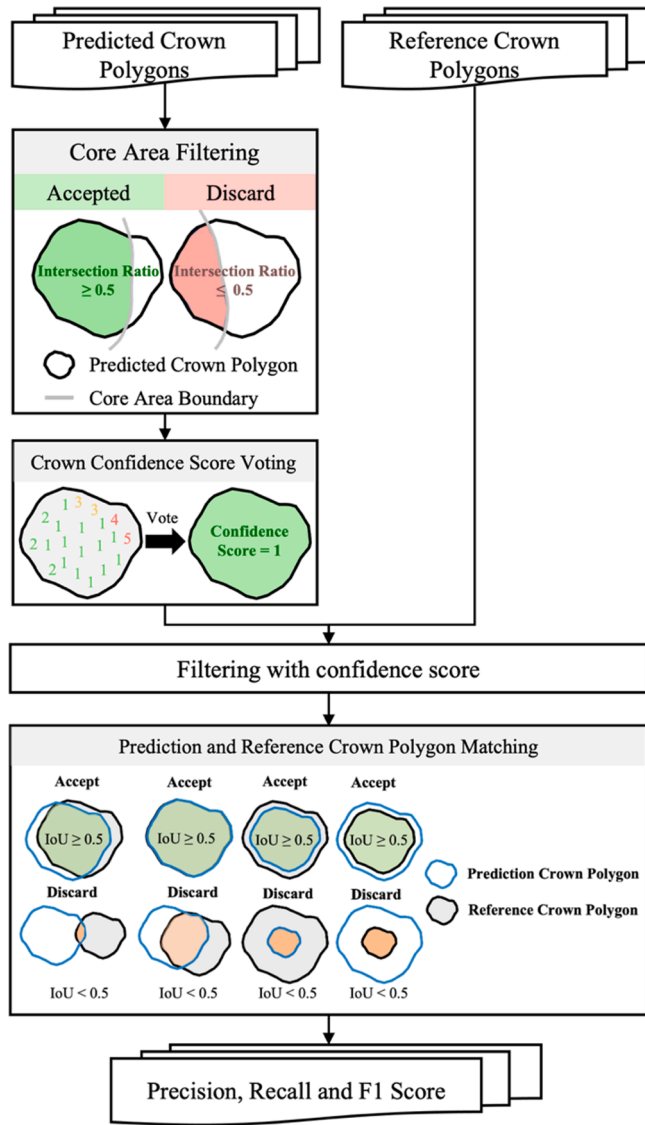 Predicted Crown
Polygons
Reference Crown
Polygons
Core Area Filtering
Accepted
Discard
Intersection Ratio
≥ 0.5
Intersection Ratio
≤ 0.5
Predicted Crown Polygon
Core Area Boundary
Crown Confidence Score Voting
1 3
2 3
1 1 1 1 4
2 1 1 1 1 5
1 1
2 1 1 1
1 1
Vote
Confidence
Score = 1
Filtering with confidence score
Prediction and Reference Crown Polygon Matching
Accept Accept Accept Accept
IoU ≥ 0.5 IoU ≥ 0.5 IoU ≥ 0.5 IoU ≥ 0.5
Prediction Crown Polygon
Discard Discard Discard Discard
Reference Crown Polygon
IoU < 0.5 IoU < 0.5 IoU < 0.5 IoU < 0.5
Precision, Recall and F1 Score